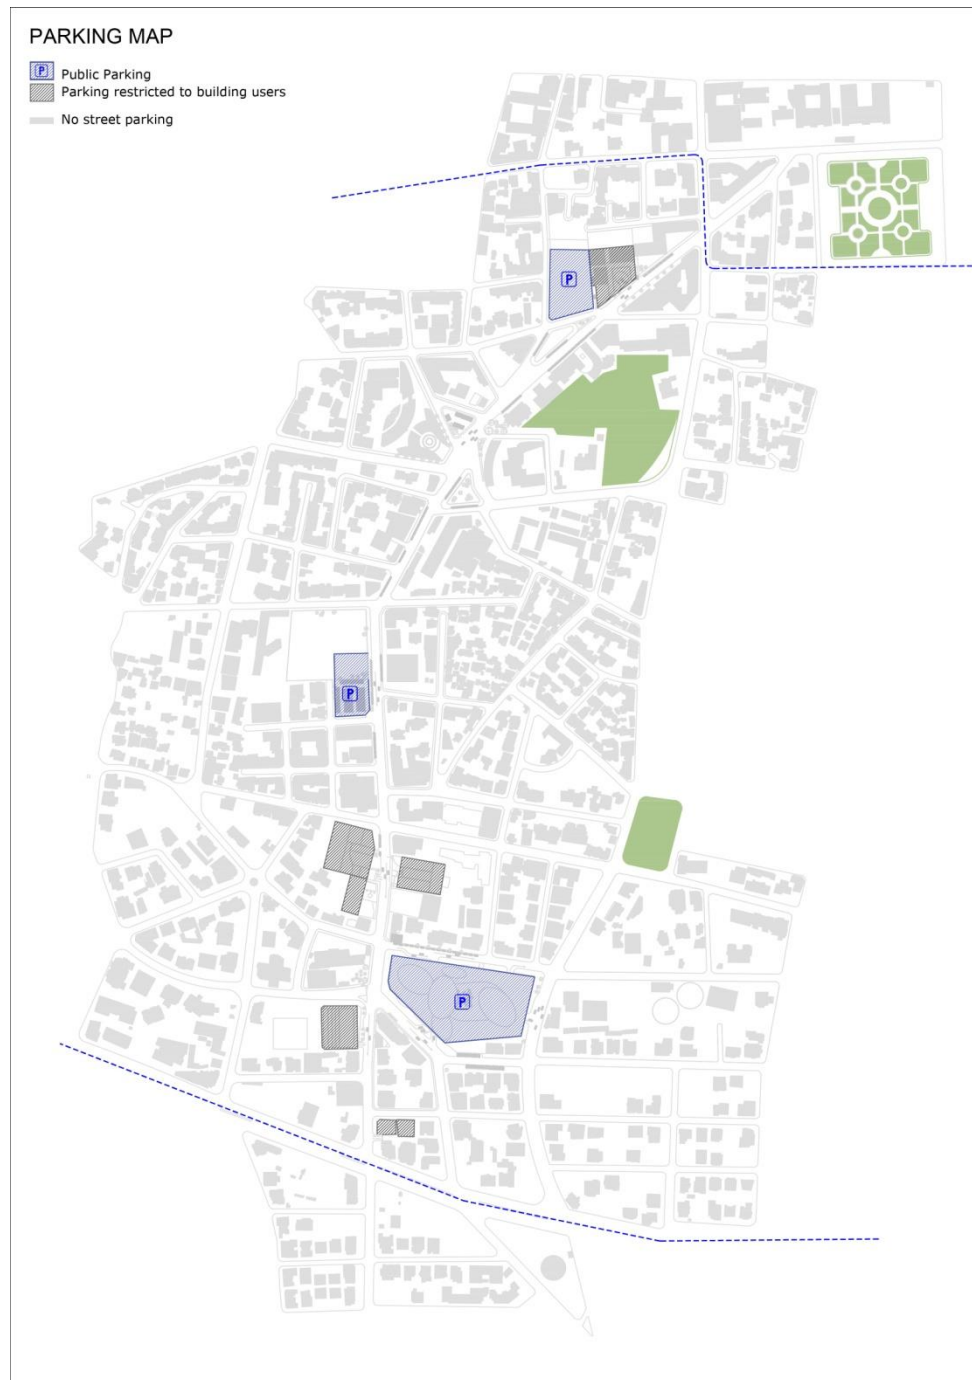 PARKING MAP
P Public Parking
Parking restricted to building users
No street parking
P
P
P